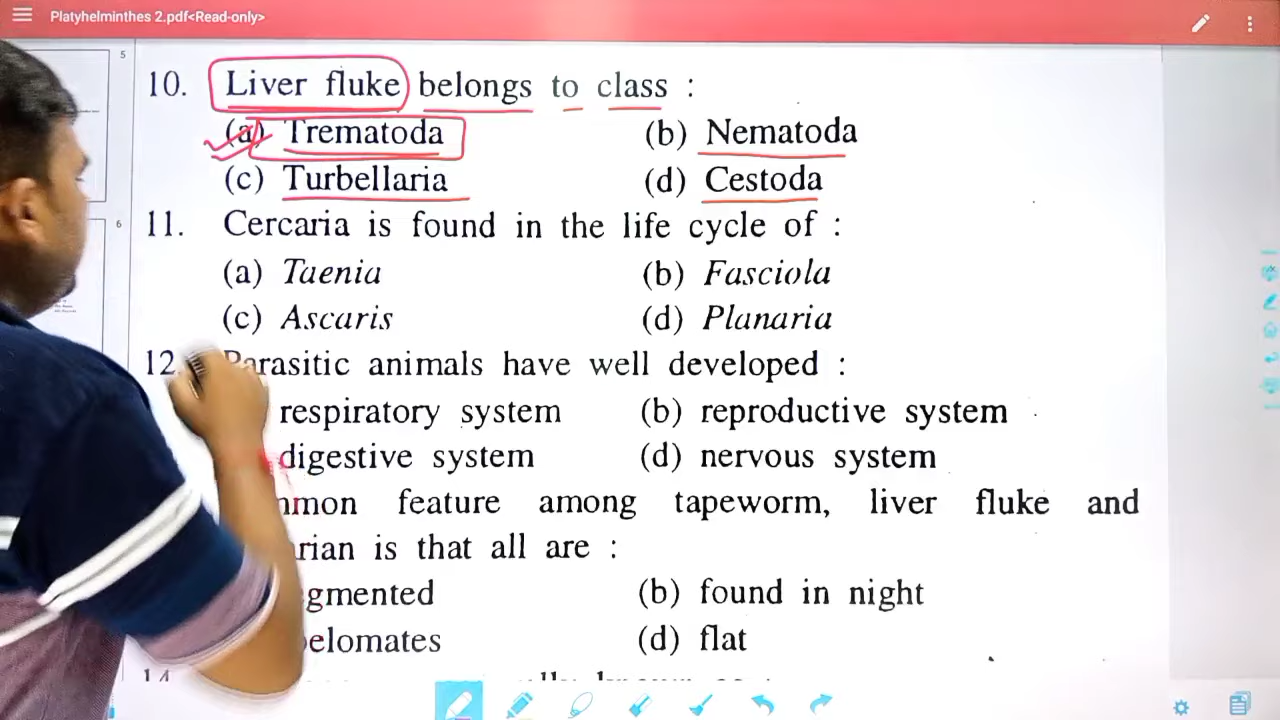 Platyhelminthes 2.pdf<Read-only>
5
10. Liver fluke belongs to class :
(a) Trematoda (b) Nematoda
(c) Turbellaria (d) Cestoda
6
11. Cercaria is found in the life cycle of :
(a) Taenia (b) Fasciola
(c) Ascaris (d) Planaria
12. Parasitic animals have well developed :
respiratory system (b) reproductive system
digestive system (d) nervous system
mmon feature among tapeworm, liver fluke and
rian is that all are :
gmented (b) found in night
elomates (d) flat